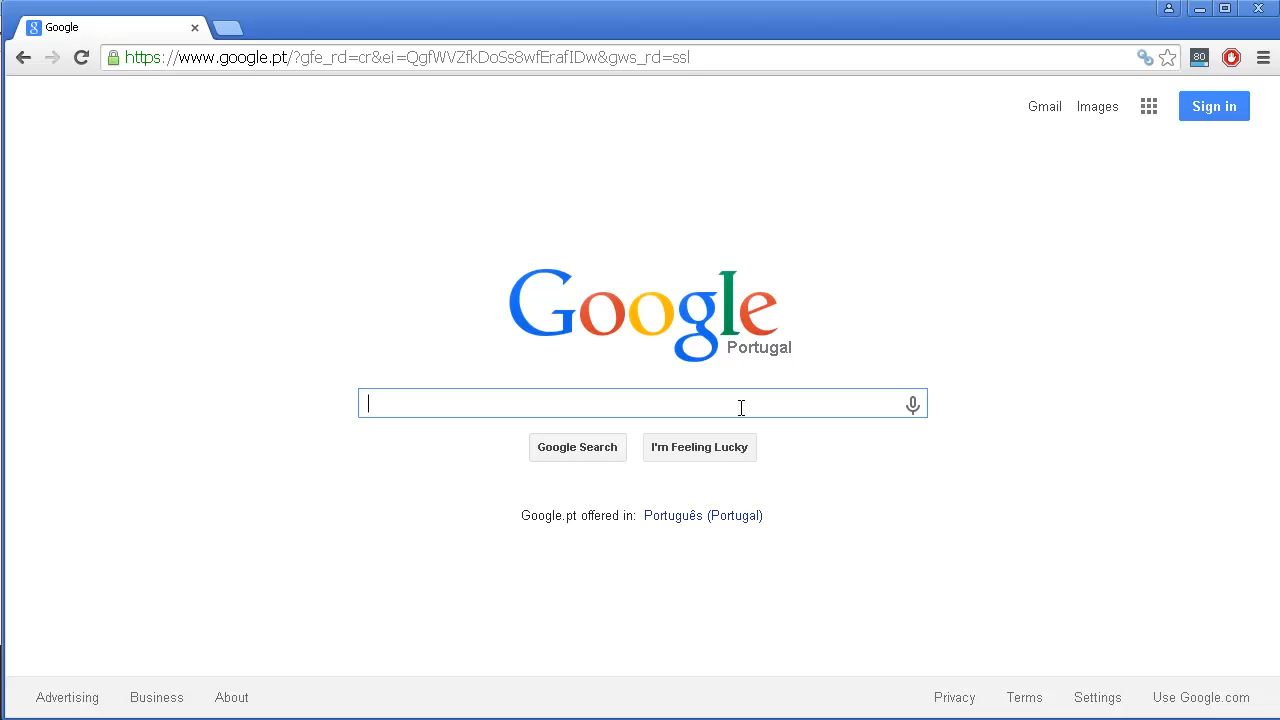 Google
https://www.google.pt/?gfe_rd=cr&ei=QgfWVZfkDoSs8wfErafIDw&gws_rd=ssl
80
Gmail Images Sign in
Google
Portugal
Google Search I'm Feeling Lucky
Google.pt offered in: Português (Portugal)
Advertising Business About Privacy Terms Settings Use Google.com